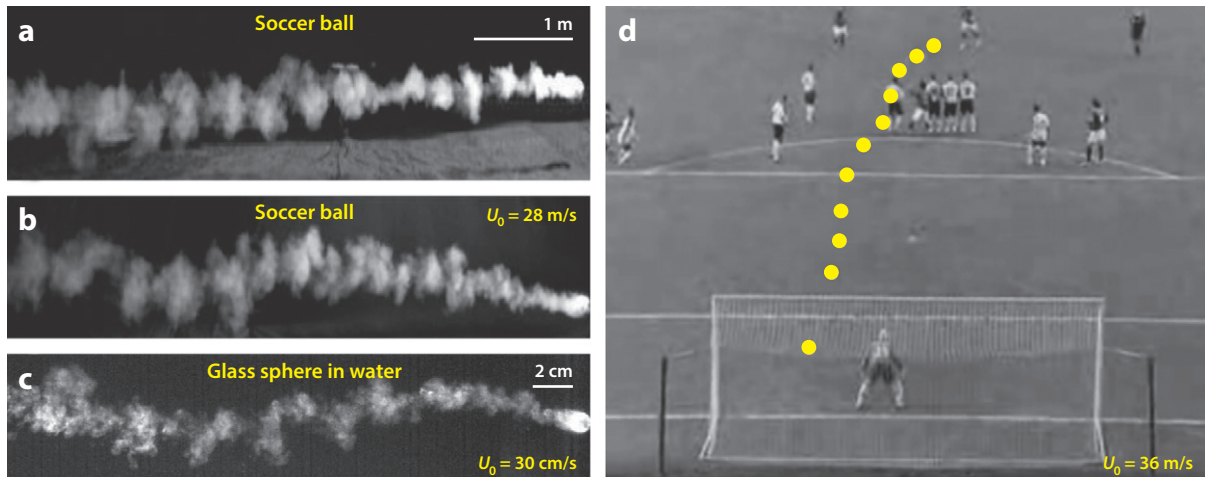 a
Soccer ball
1 m
b
Soccer ball
U₀ = 28 m/s
c
Glass sphere in water
2 cm
U₀ = 30 cm/s
d
U₀ = 36 m/s